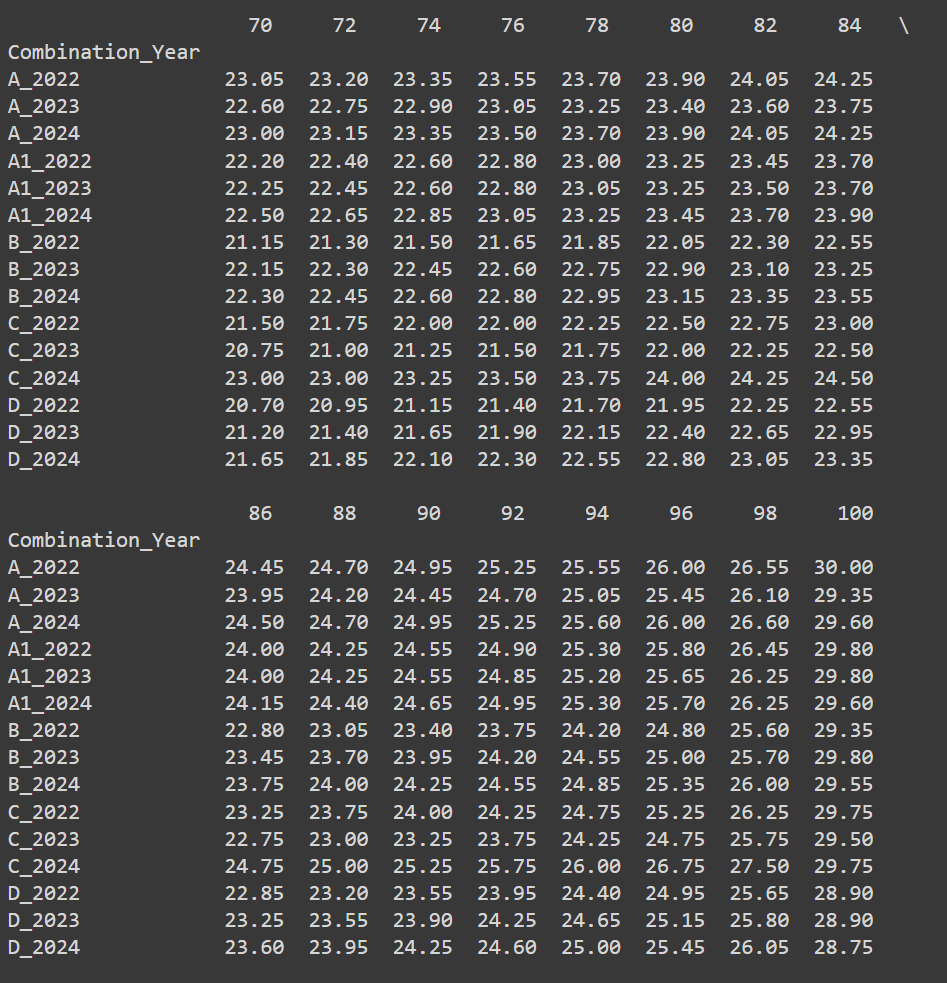 70 72 74 76 78 80 82 84 \
Combination_Year
A_2022 23.05 23.20 23.35 23.55 23.70 23.90 24.05 24.25
A_2023 22.60 22.75 22.90 23.05 23.25 23.40 23.60 23.75
A_2024 23.00 23.15 23.35 23.50 23.70 23.90 24.05 24.25
A1_2022 22.20 22.40 22.60 22.80 23.00 23.25 23.45 23.70
A1_2023 22.25 22.45 22.60 22.80 23.05 23.25 23.50 23.70
A1_2024 22.50 22.65 22.85 23.05 23.25 23.45 23.70 23.90
B_2022 21.15 21.30 21.50 21.65 21.85 22.05 22.30 22.55
B_2023 22.15 22.30 22.45 22.60 22.75 22.90 23.10 23.25
B_2024 22.30 22.45 22.60 22.80 22.95 23.15 23.35 23.55
C_2022 21.50 21.75 22.00 22.00 22.25 22.50 22.75 23.00
C_2023 20.75 21.00 21.25 21.50 21.75 22.00 22.25 22.50
C_2024 23.00 23.00 23.25 23.50 23.75 24.00 24.25 24.50
D_2022 20.70 20.95 21.15 21.40 21.70 21.95 22.25 22.55
D_2023 21.20 21.40 21.65 21.90 22.15 22.40 22.65 22.95
D_2024 21.65 21.85 22.10 22.30 22.55 22.80 23.05 23.35
86 88 90 92 94 96 98 100
Combination_Year
A_2022 24.45 24.70 24.95 25.25 25.55 26.00 26.55 30.00
A_2023 23.95 24.20 24.45 24.70 25.05 25.45 26.10 29.35
A_2024 24.50 24.70 24.95 25.25 25.60 26.00 26.60 29.60
A1_2022 24.00 24.25 24.55 24.90 25.30 25.80 26.45 29.80
A1_2023 24.00 24.25 24.55 24.85 25.20 25.65 26.25 29.80
A1_2024 24.15 24.40 24.65 24.95 25.30 25.70 26.25 29.60
B_2022 22.80 23.05 23.40 23.75 24.20 24.80 25.60 29.35
B_2023 23.45 23.70 23.95 24.20 24.55 25.00 25.70 29.80
B_2024 23.75 24.00 24.25 24.55 24.85 25.35 26.00 29.55
C_2022 23.25 23.75 24.00 24.25 24.75 25.25 26.25 29.75
C_2023 22.75 23.00 23.25 23.75 24.25 24.75 25.75 29.50
C_2024 24.75 25.00 25.25 25.75 26.00 26.75 27.50 29.75
D_2022 22.85 23.20 23.55 23.95 24.40 24.95 25.65 28.90
D_2023 23.25 23.55 23.90 24.25 24.65 25.15 25.80 28.90
D_2024 23.60 23.95 24.25 24.60 25.00 25.45 26.05 28.75